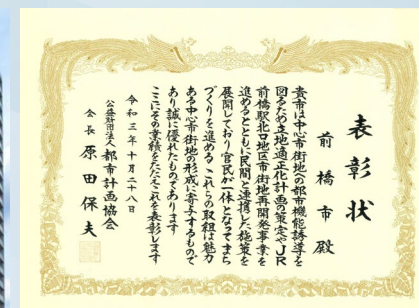 表彰状
前橋市殿
貴市は中心市街地への都市機能誘導を
図るため立地適正化計画の策定やJR
前橋駅北口地区市街地再開発事業を
進めるとともに民間と連携した施策を
展開しており官民が一体となってまち
づくりを進めるこれらの取組は魅力
ある中心市街地の形成に寄与するもので
あり誠に優れたものであります
ここにその業績をたたえこれを表彰します
令和三年十月二十八日
公益財団法人都市計画協会
会長原田保夫